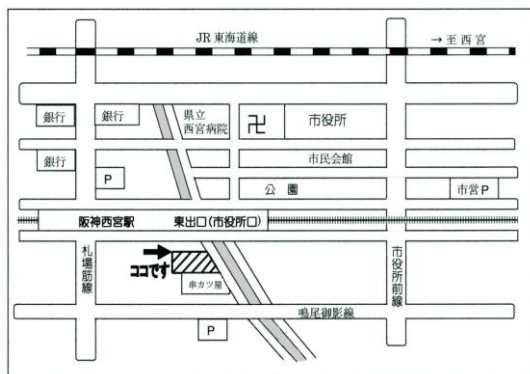 JR東海道線
→至西宮
銀行
銀行
県立
西宮病院
市役所
銀行
市民会館
P
公園
市営P
阪神西宮駅
東出口(市役所口)
札場筋線
ココです
市役所前線
串カツ屋
鳴尾御影線
P